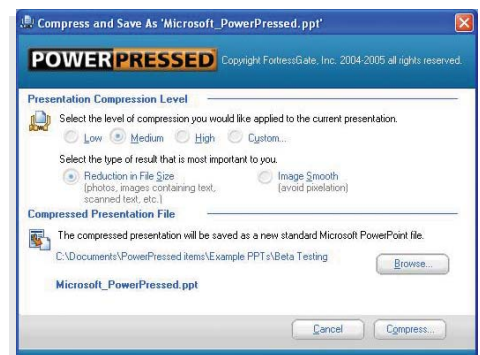 Compress and Save As 'Microsoft_PowerPressed.ppt'
POWERPRESSED Copyright FortressGate, Inc. 2004-2005 all rights reserved.
Presentation Compression Level
Select the level of compression you would like applied to the current presentation.
Low Medium High Custom...
Select the type of result that is most important to you.
Reduction in File Size Image Smooth
(photos, images containing text, (avoid pixelation)
scanned text, etc.)
Compressed Presentation File
The compressed presentation will be saved as a new standard Microsoft PowerPoint file.
C:\Documents\PowerPressed items\Example PPTs\Beta Testing
Browse...
Microsoft_PowerPressed.ppt
Cancel Compress...